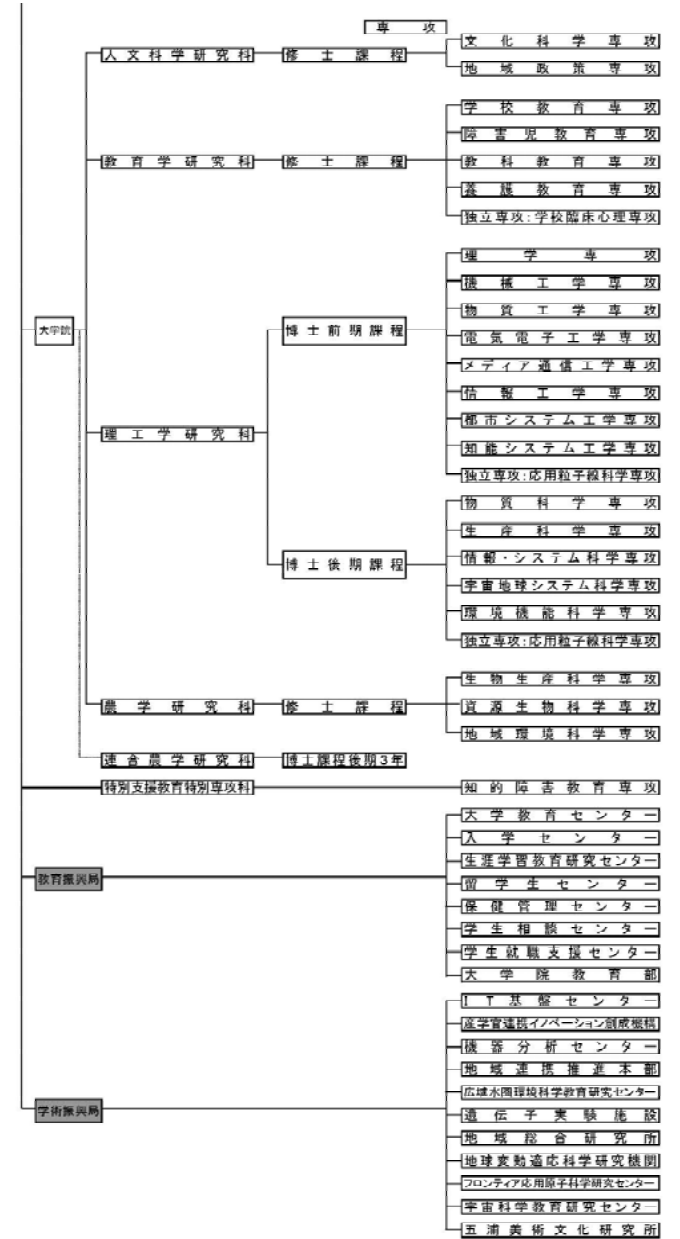 専攻
人文科学研究科
修士課程
文化科学専攻
地域政策専攻
教育学研究科
修士課程
学校教育専攻
障害児教育専攻
教科教育専攻
養護教育専攻
独立専攻:学校臨床心理専攻
大学院
理工学研究科
博士前期課程
理学専攻
機械工学専攻
物質工学専攻
電気電子工学専攻
メディア通信工学専攻
情報工学専攻
都市システム工学専攻
知能システム工学専攻
独立専攻:応用粒子線科学専攻
博士後期課程
物質科学専攻
生産科学専攻
情報・システム科学専攻
宇宙地球システム科学専攻
環境機能科学専攻
独立専攻:応用粒子線科学専攻
農学研究科
修士課程
生物生産科学専攻
資源生物科学専攻
地域環境科学専攻
連合農学研究科
博士課程後期3年
特別支援教育特別専攻科
知的障害教育専攻
教育振興局
大学教育センター
入学センター
生涯学習教育研究センター
留学生センター
保健管理センター
学生相談センター
学生就職支援センター
大学院教育部
学術振興局
IT基盤センター
産学官連携イノベーション創成機構
機器分析センター
地域連携推進本部
広域水圏環境科学教育研究センター
遺伝子実験施設
地域総合研究所
地球変動適応科学研究機関
フロンティア応用原子科学研究センター
宇宙科学教育研究センター
五浦美術文化研究所